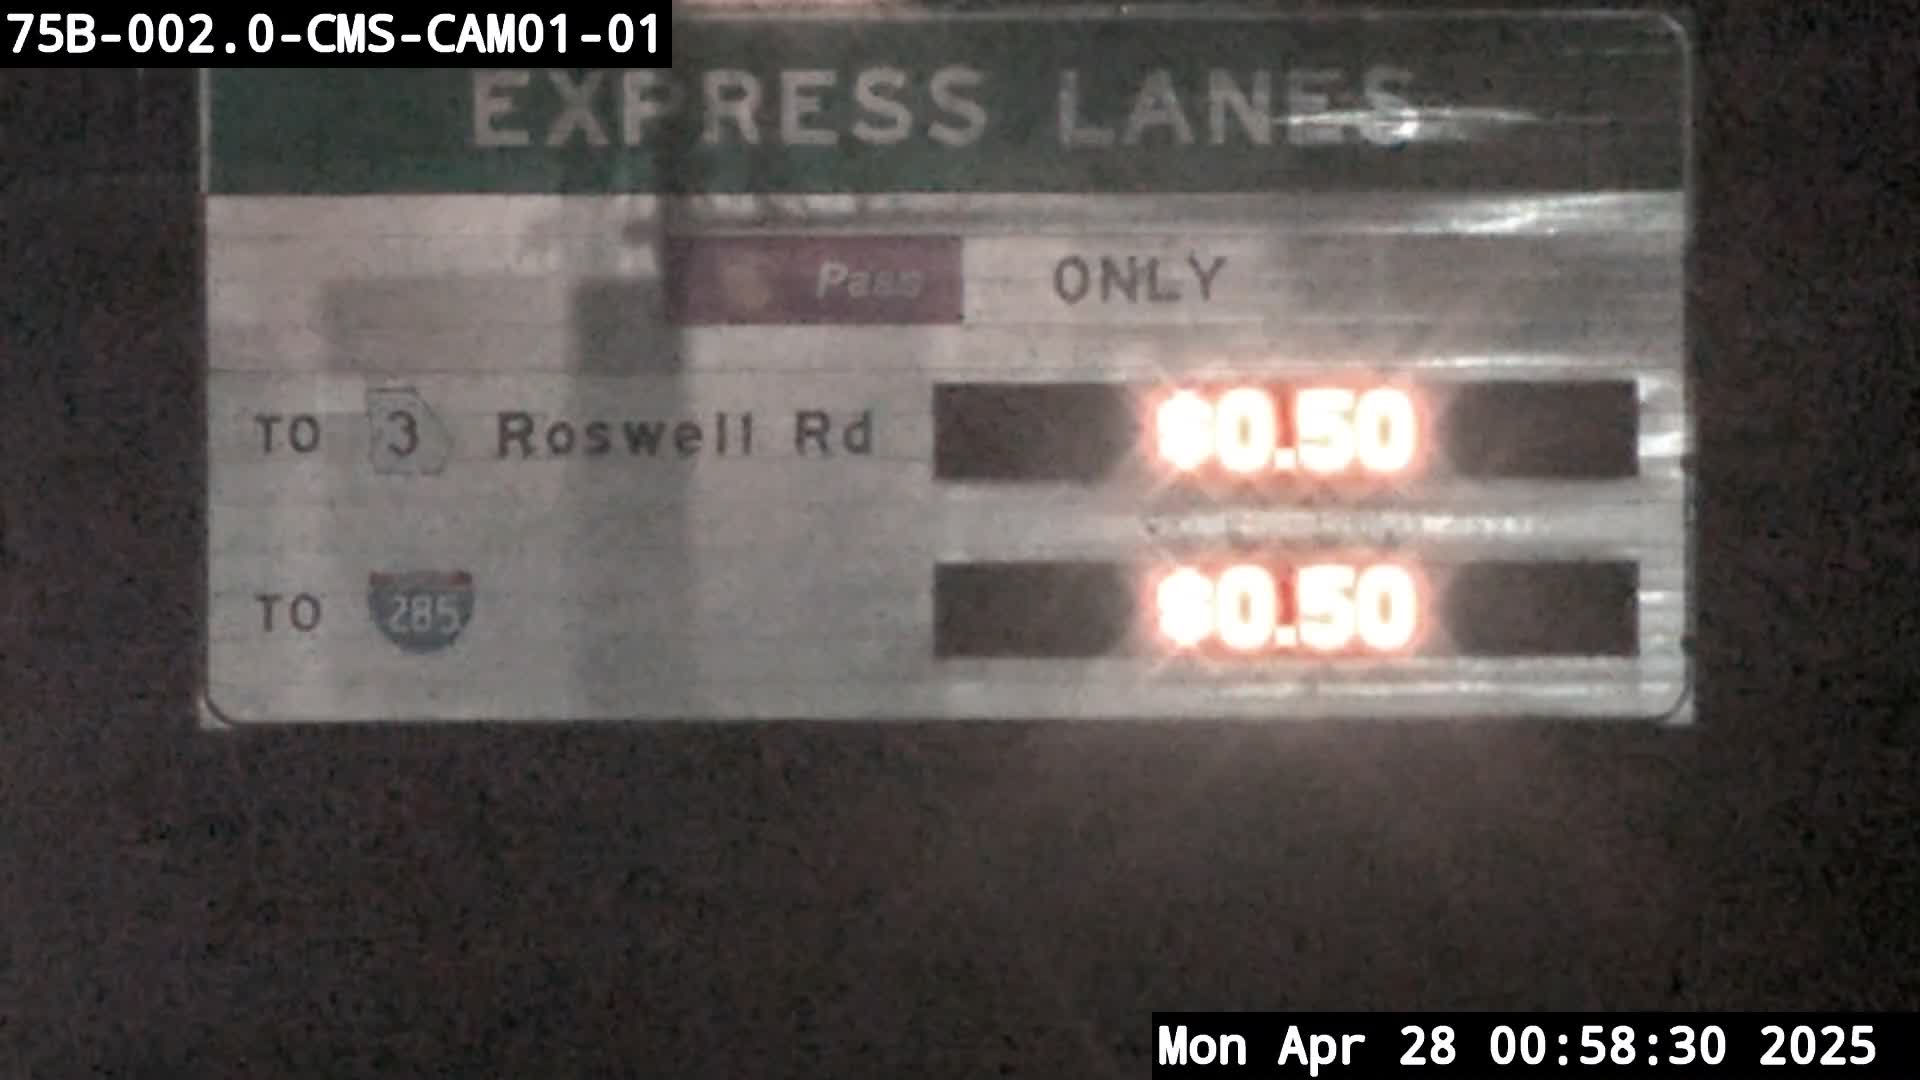 75B-002.0-CMS-CAM01-01
EXPRESS LANES
Pass ONLY
TO 3 Roswell Rd $0.50
TO 285 $0.50
Mon Apr 28 00:58:30 2025